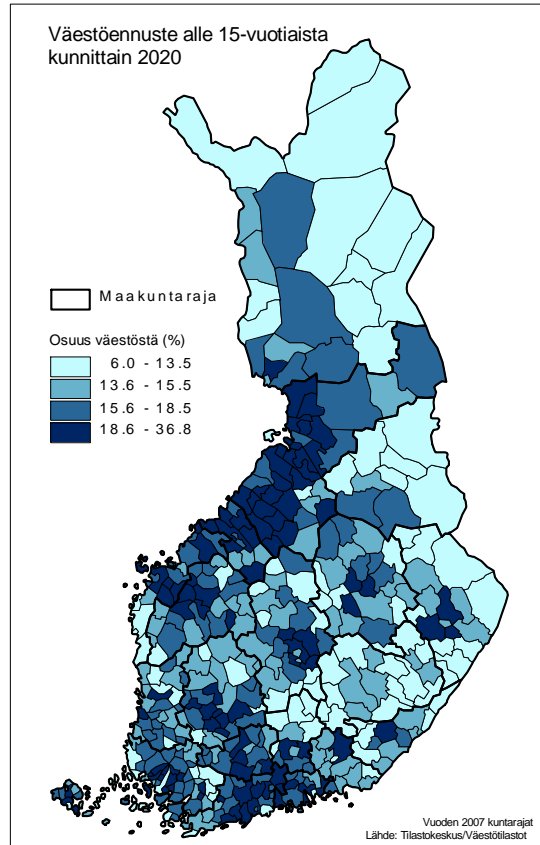 Väestöennuste alle 15-vuotiaista
kunnittain 2020
Maakuntaraja
Osuus väestöstä (%)
6.0 - 13.5
13.6 - 15.5
15.6 - 18.5
18.6 - 36.8
Vuoden 2007 kuntarajat
Lähde: Tilastokeskus/Väestötilastot